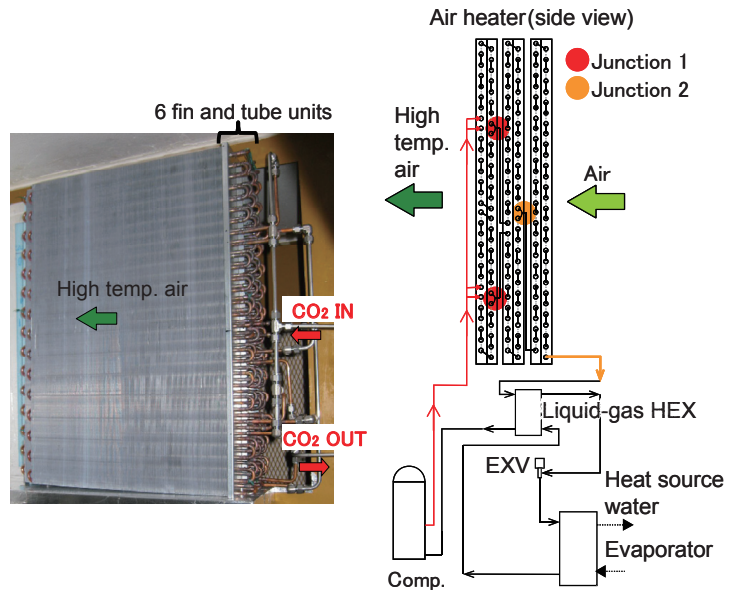 Air heater(side view)
Junction 1
Junction 2
6 fin and tube units
High
temp.
air
Air
High temp. air
CO₂ IN
CO₂ OUT
Liquid-gas HEX
EXV
Heat source
water
Evaporator
Comp.